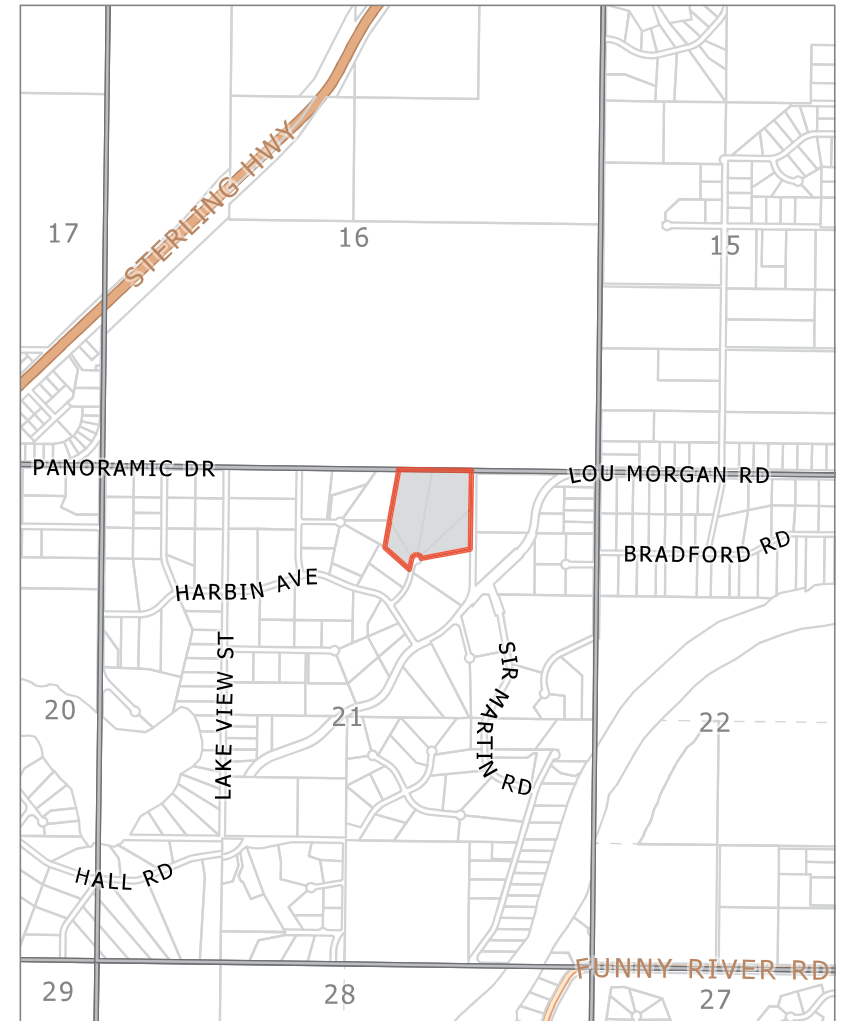 STERLING HWY
17
16
15
PANORAMIC DR
LOU MORGAN RD
BRADFORD RD
HARBIN AVE
SIR MARTIN RD
LAKE VIEW ST
20
21
22
HALL RD
FUNNY RIVER RD
29
28
27